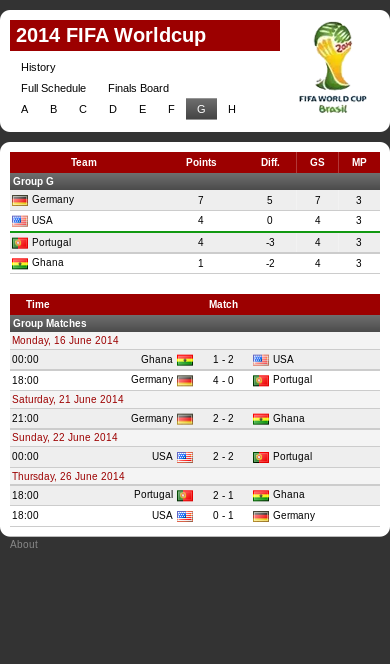 2014 FIFA Worldcup
FIFA WORLD CUP
Brasil
History
Full Schedule Finals Board
A B C D E F G H
Team Points Diff. GS MP
Group G
Germany 7 5 7 3
USA 4 0 4 3
Portugal 4 -3 4 3
Ghana 1 -2 4 3
Time Match
Group Matches
Monday, 16 June 2014
00:00 Ghana 1 - 2 USA
18:00 Germany 4 - 0 Portugal
Saturday, 21 June 2014
21:00 Germany 2 - 2 Ghana
Sunday, 22 June 2014
00:00 USA 2 - 2 Portugal
Thursday, 26 June 2014
18:00 Portugal 2 - 1 Ghana
18:00 USA 0 - 1 Germany
About